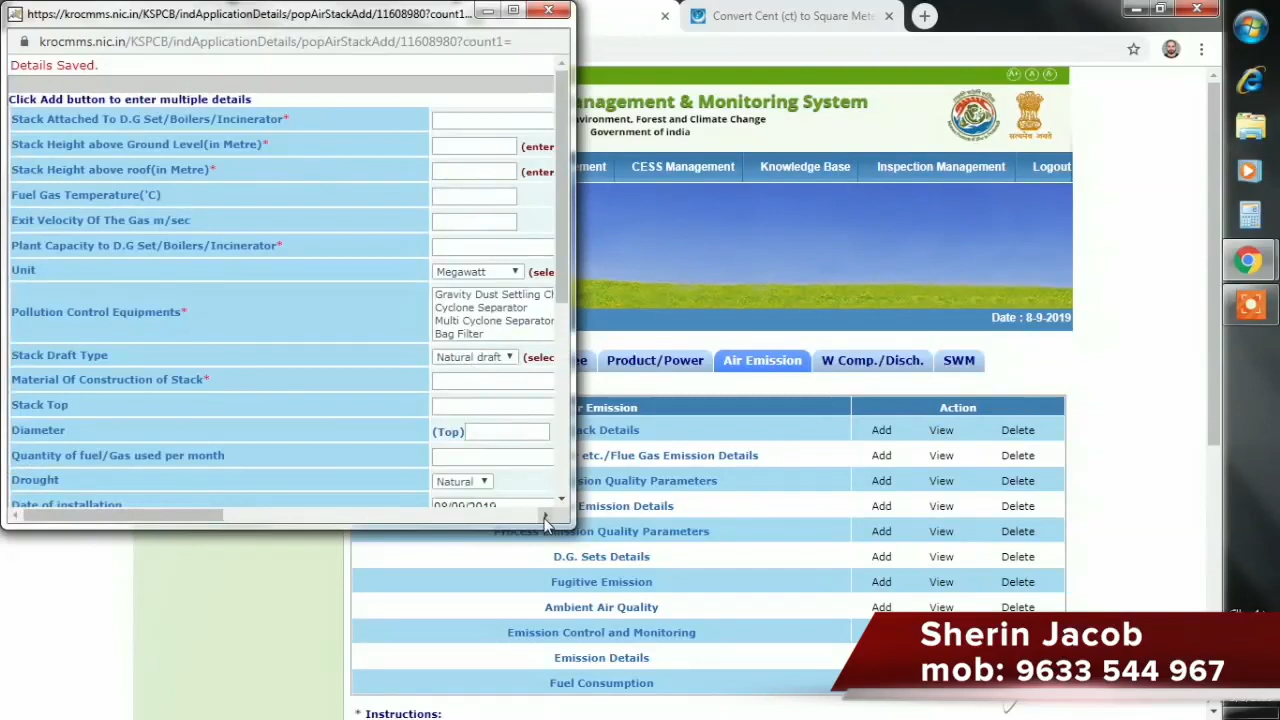 https://krocmms.nic.in/KSPCB/indApplicationDetails/popAirStackAdd/11608980?count1...
krocmms.nic.in/KSPCB/indApplicationDetails/popAirStackAdd/11608980?count1=
Details Saved.
Click Add button to enter multiple details
Stack Attached To D.G Set/Boilers/Incinerator*
Stack Height above Ground Level(in Metre)* (enter
Stack Height above roof(in Metre)* (enter
Fuel Gas Temperature(°C)
Exit Velocity Of The Gas m/sec
Plant Capacity to D.G Set/Boilers/Incinerator*
Unit Megawatt (sele
Pollution Control Equipments*
Gravity Dust Settling Ch
Cyclone Separator
Multi Cyclone Separator
Bag Filter
Stack Draft Type Natural draft (selec
Material Of Construction of Stack*
Stack Top
Diameter (Top)
Quantity of fuel/Gas used per month
Drought Natural
Date of installation 08/09/2019
Convert Cent (ct) to Square Mete
A+ A A-
anagement & Monitoring System
nvironment, Forest and Climate Change
Government of india
ment CESS Management Knowledge Base Inspection Management Logout
Date : 8-9-2019
ee Product/Power Air Emission W Comp./Disch. SWM
r Emission Action
ack Details Add View Delete
etc./Flue Gas Emission Details Add View Delete
sion Quality Parameters Add View Delete
Emission Details Add View Delete
Process Emission Quality Parameters Add View Delete
D.G. Sets Details Add View Delete
Fugitive Emission Add View Delete
Ambient Air Quality Add View Delete
Emission Control and Monitoring
Emission Details
Fuel Consumption
* Instructions:
Sherin Jacob
mob: 9633 544 967